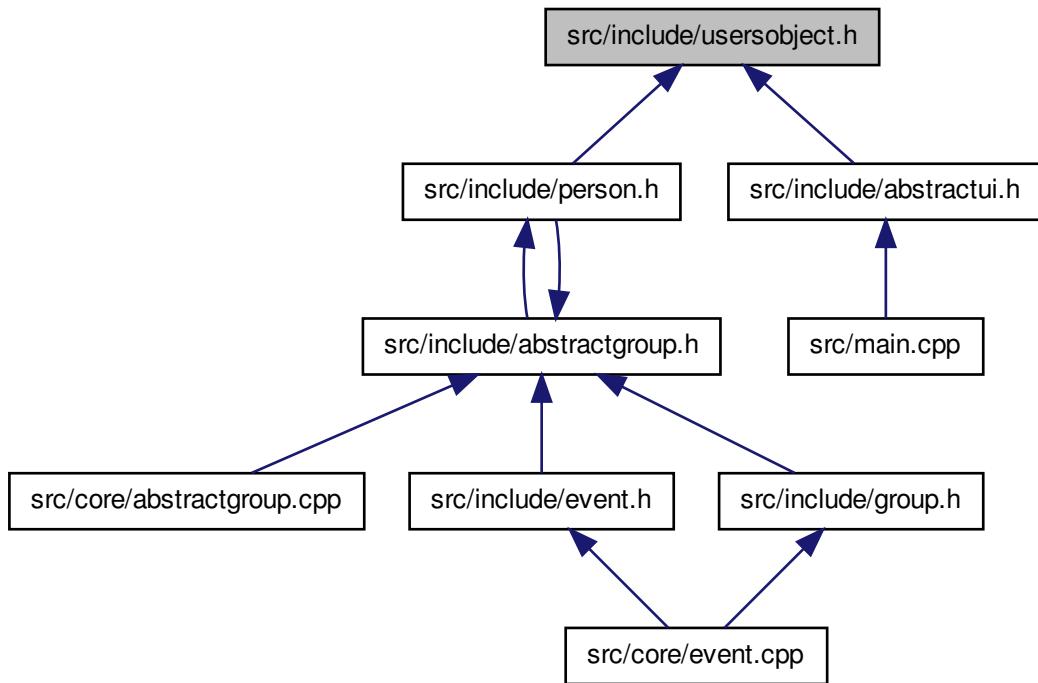 src/include/usersobject.h
src/include/person.h
src/include/abstractui.h
src/include/abstractgroup.h
src/main.cpp
src/core/abstractgroup.cpp
src/include/event.h
src/include/group.h
src/core/event.cpp